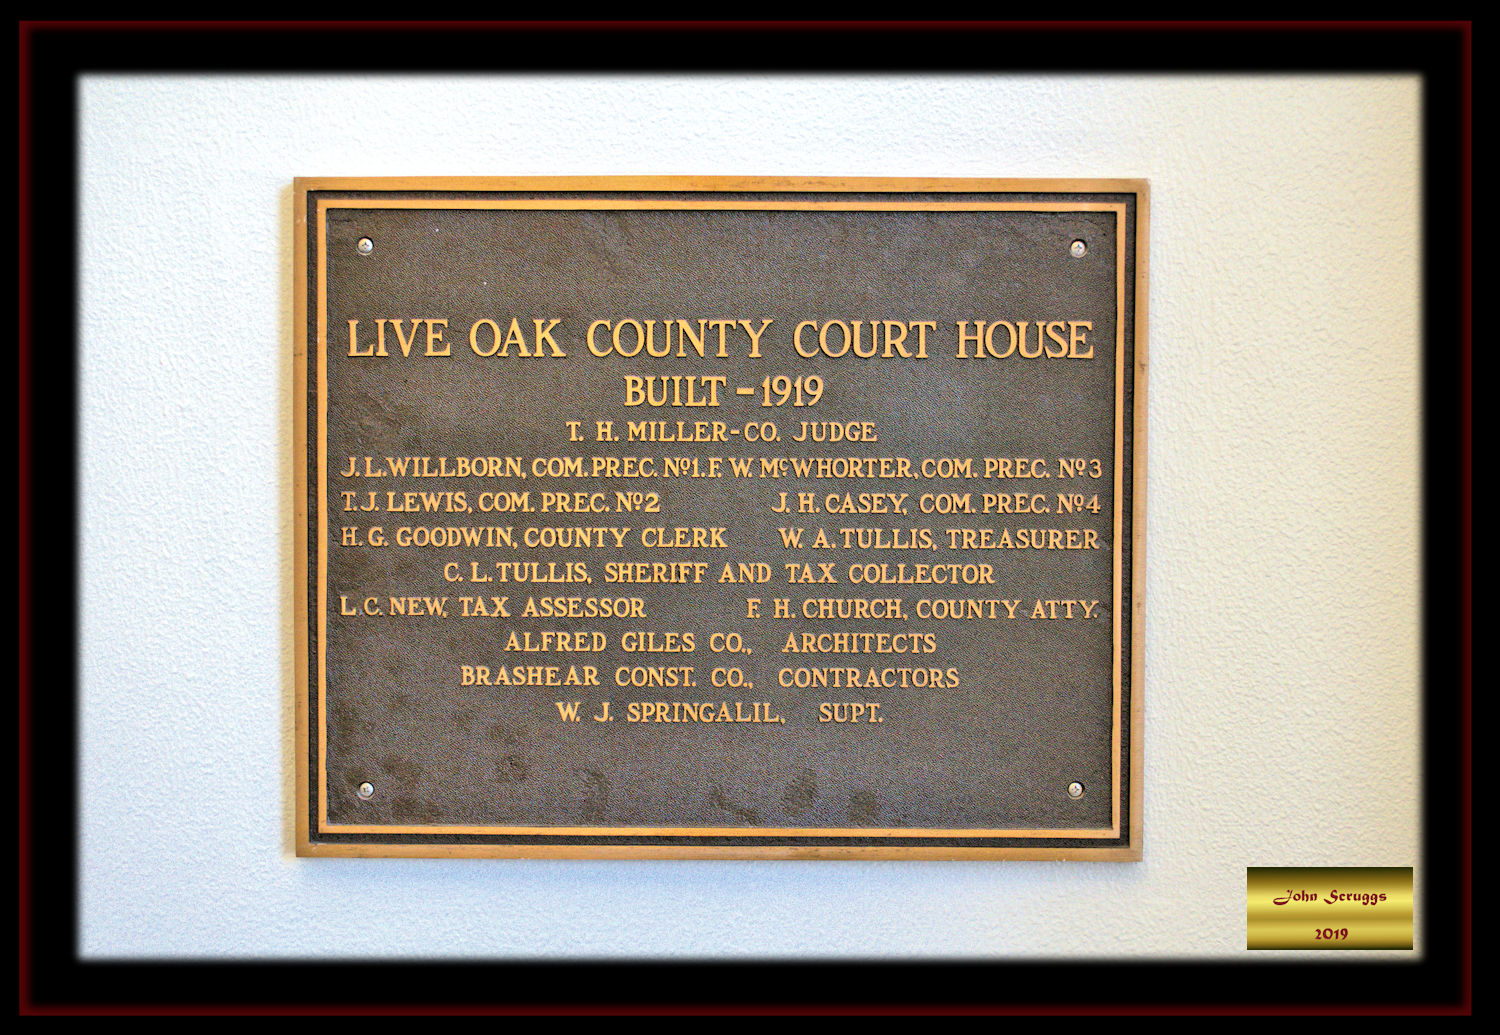 LIVE OAK COUNTY COURT HOUSE
BUILT - 1919
T. H. MILLER - CO. JUDGE
J. L. WILLBORN, COM. PREC. Nº1. F. W. McWHORTER, COM. PREC. Nº3
T. J. LEWIS, COM. PREC. Nº2 J. H. CASEY, COM. PREC. Nº4
H. G. GOODWIN, COUNTY CLERK W. A. TULLIS, TREASURER
C. L. TULLIS, SHERIFF AND TAX COLLECTOR
L. C. NEW, TAX ASSESSOR F. H. CHURCH, COUNTY ATTY.
ALFRED GILES CO., ARCHITECTS
BRASHEAR CONST. CO., CONTRACTORS
W. J. SPRINGALIL, SUPT.
John Scruggs
2019